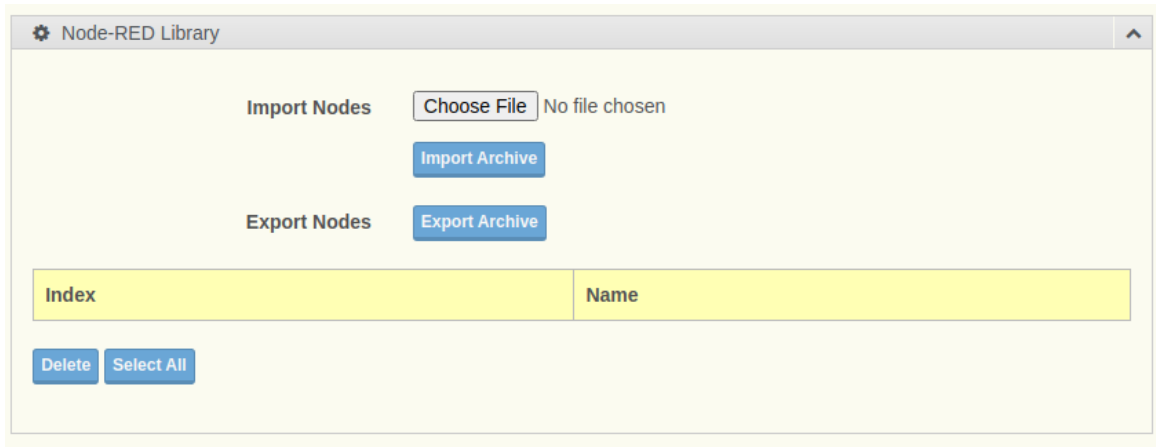 Node-RED Library
Import Nodes Choose File No file chosen
Import Archive
Export Nodes Export Archive
Index Name
Delete Select All